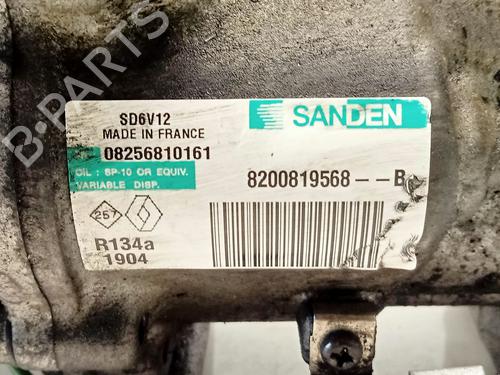 B-PARTS
SD6V12
MADE IN FRANCE
SANDEN
08256810161
OIL : SP-10 OR EQUIV.
VARIABLE DISP.
8200819568--B
257
R134a
1904